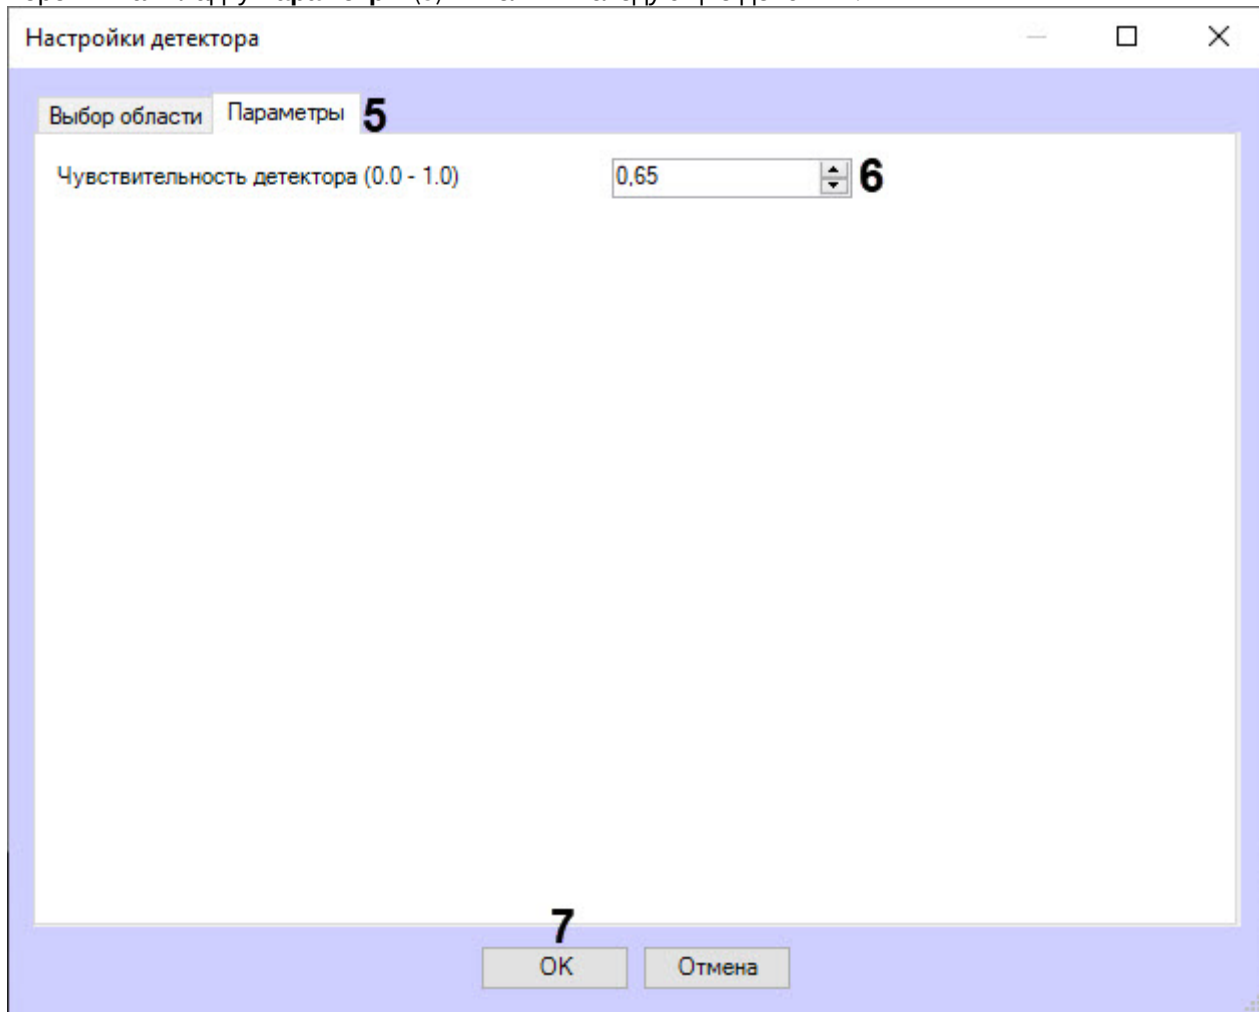 Настройки детектора
Выбор области Параметры 5
Чувствительность детектора (0.0 - 1.0) 0,65 6
7
OK Отмена